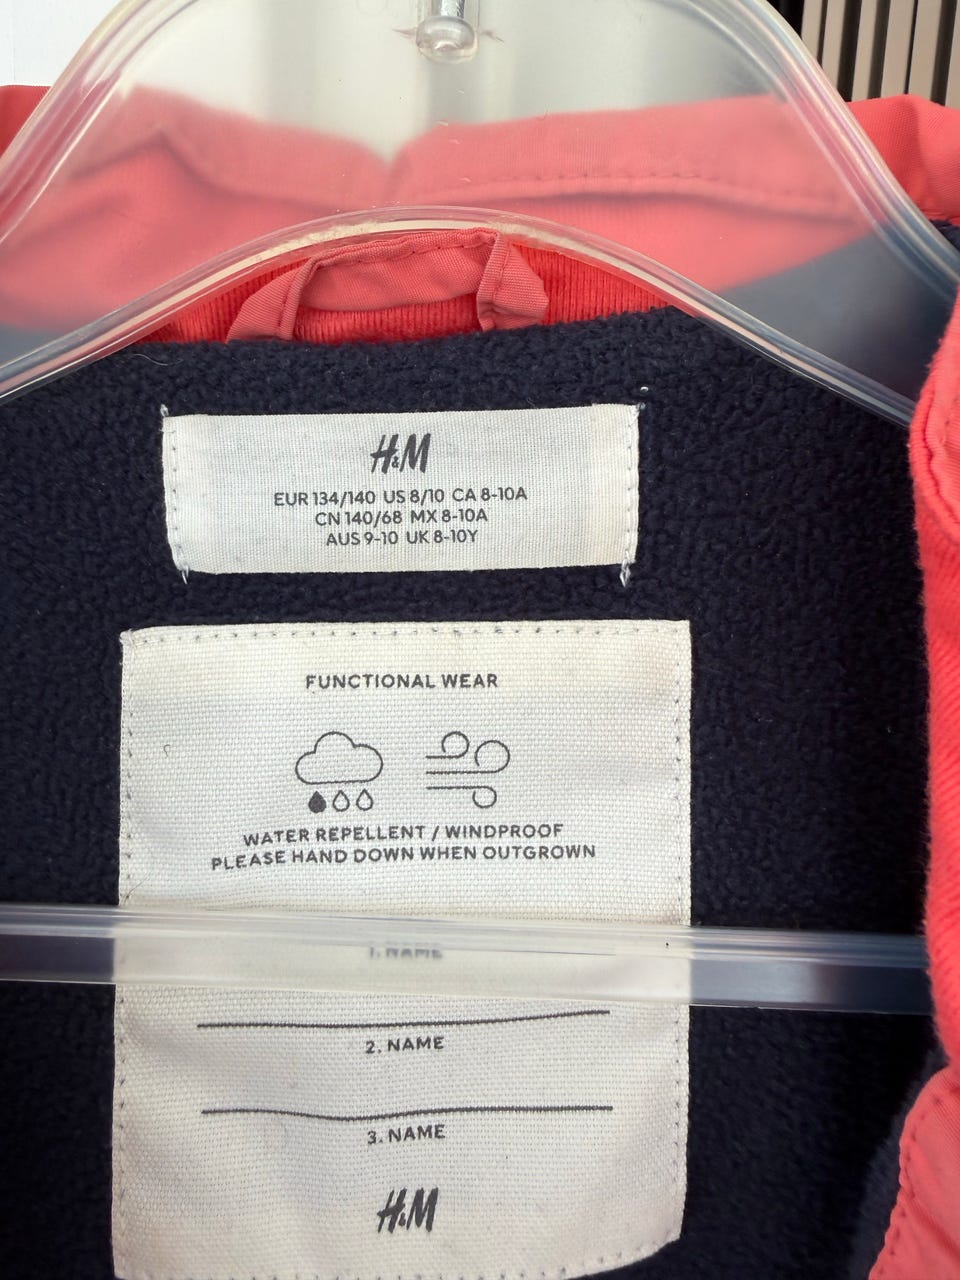 H&M
EUR 134/140 US 8/10 CA 8-10A
CN 140/68 MX 8-10A
AUS 9-10 UK 8-10Y
FUNCTIONAL WEAR
WATER REPELLENT / WINDPROOF
PLEASE HAND DOWN WHEN OUTGROWN
1. NAME
2. NAME
3. NAME
H&M